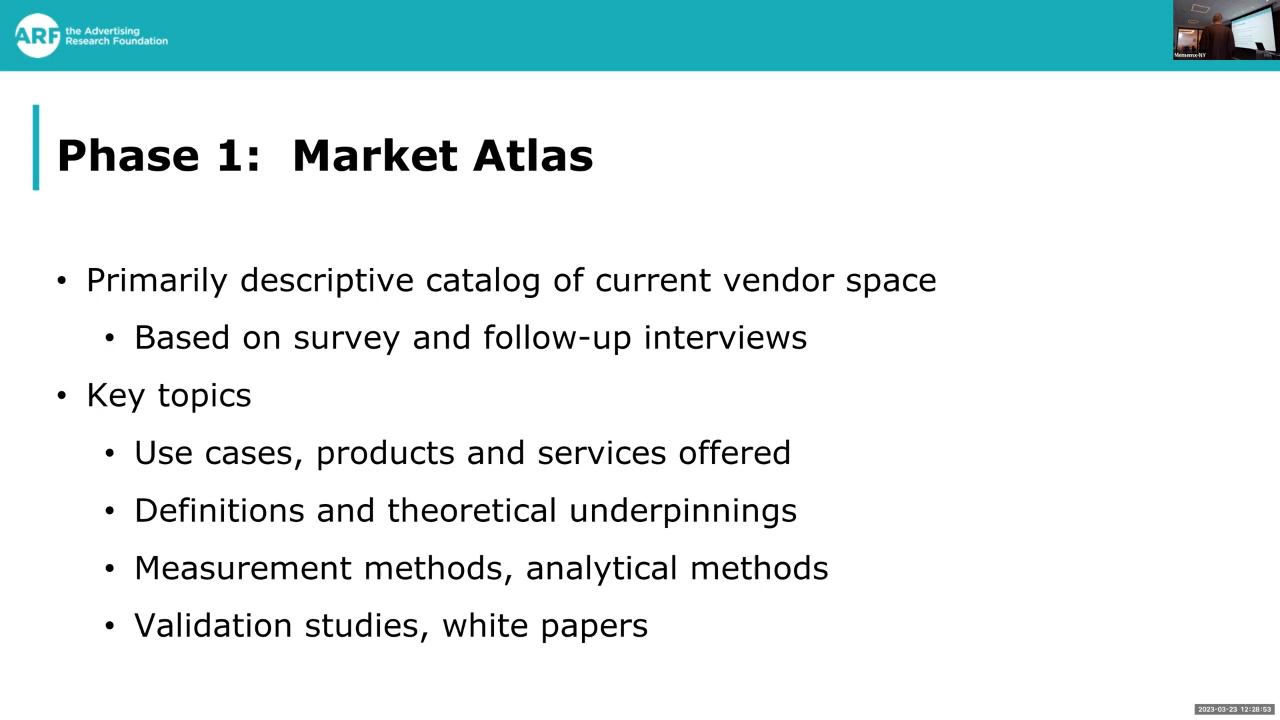 ARF the Advertising
Research Foundation
Phase 1: Market Atlas
• Primarily descriptive catalog of current vendor space
• Based on survey and follow-up interviews
• Key topics
• Use cases, products and services offered
• Definitions and theoretical underpinnings
• Measurement methods, analytical methods
• Validation studies, white papers
2023-03-23 12:28:53